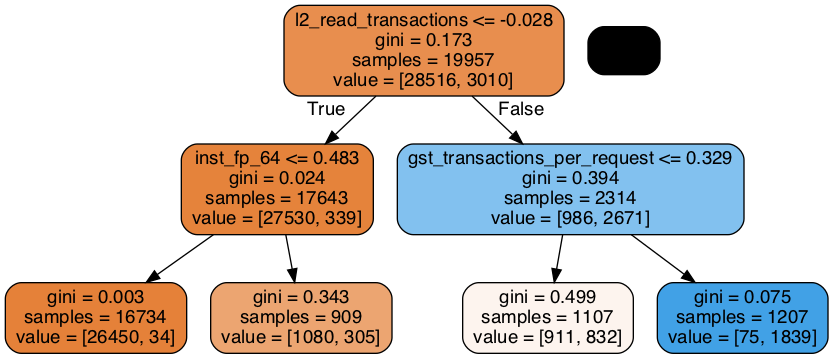 l2_read_transactions <= -0.028
gini = 0.173
samples = 19957
value = [28516, 3010]
True
False
inst_fp_64 <= 0.483
gini = 0.024
samples = 17643
value = [27530, 339]
gst_transactions_per_request <= 0.329
gini = 0.394
samples = 2314
value = [986, 2671]
gini = 0.003
samples = 16734
value = [26450, 34]
gini = 0.343
samples = 909
value = [1080, 305]
gini = 0.499
samples = 1107
value = [911, 832]
gini = 0.075
samples = 1207
value = [75, 1839]